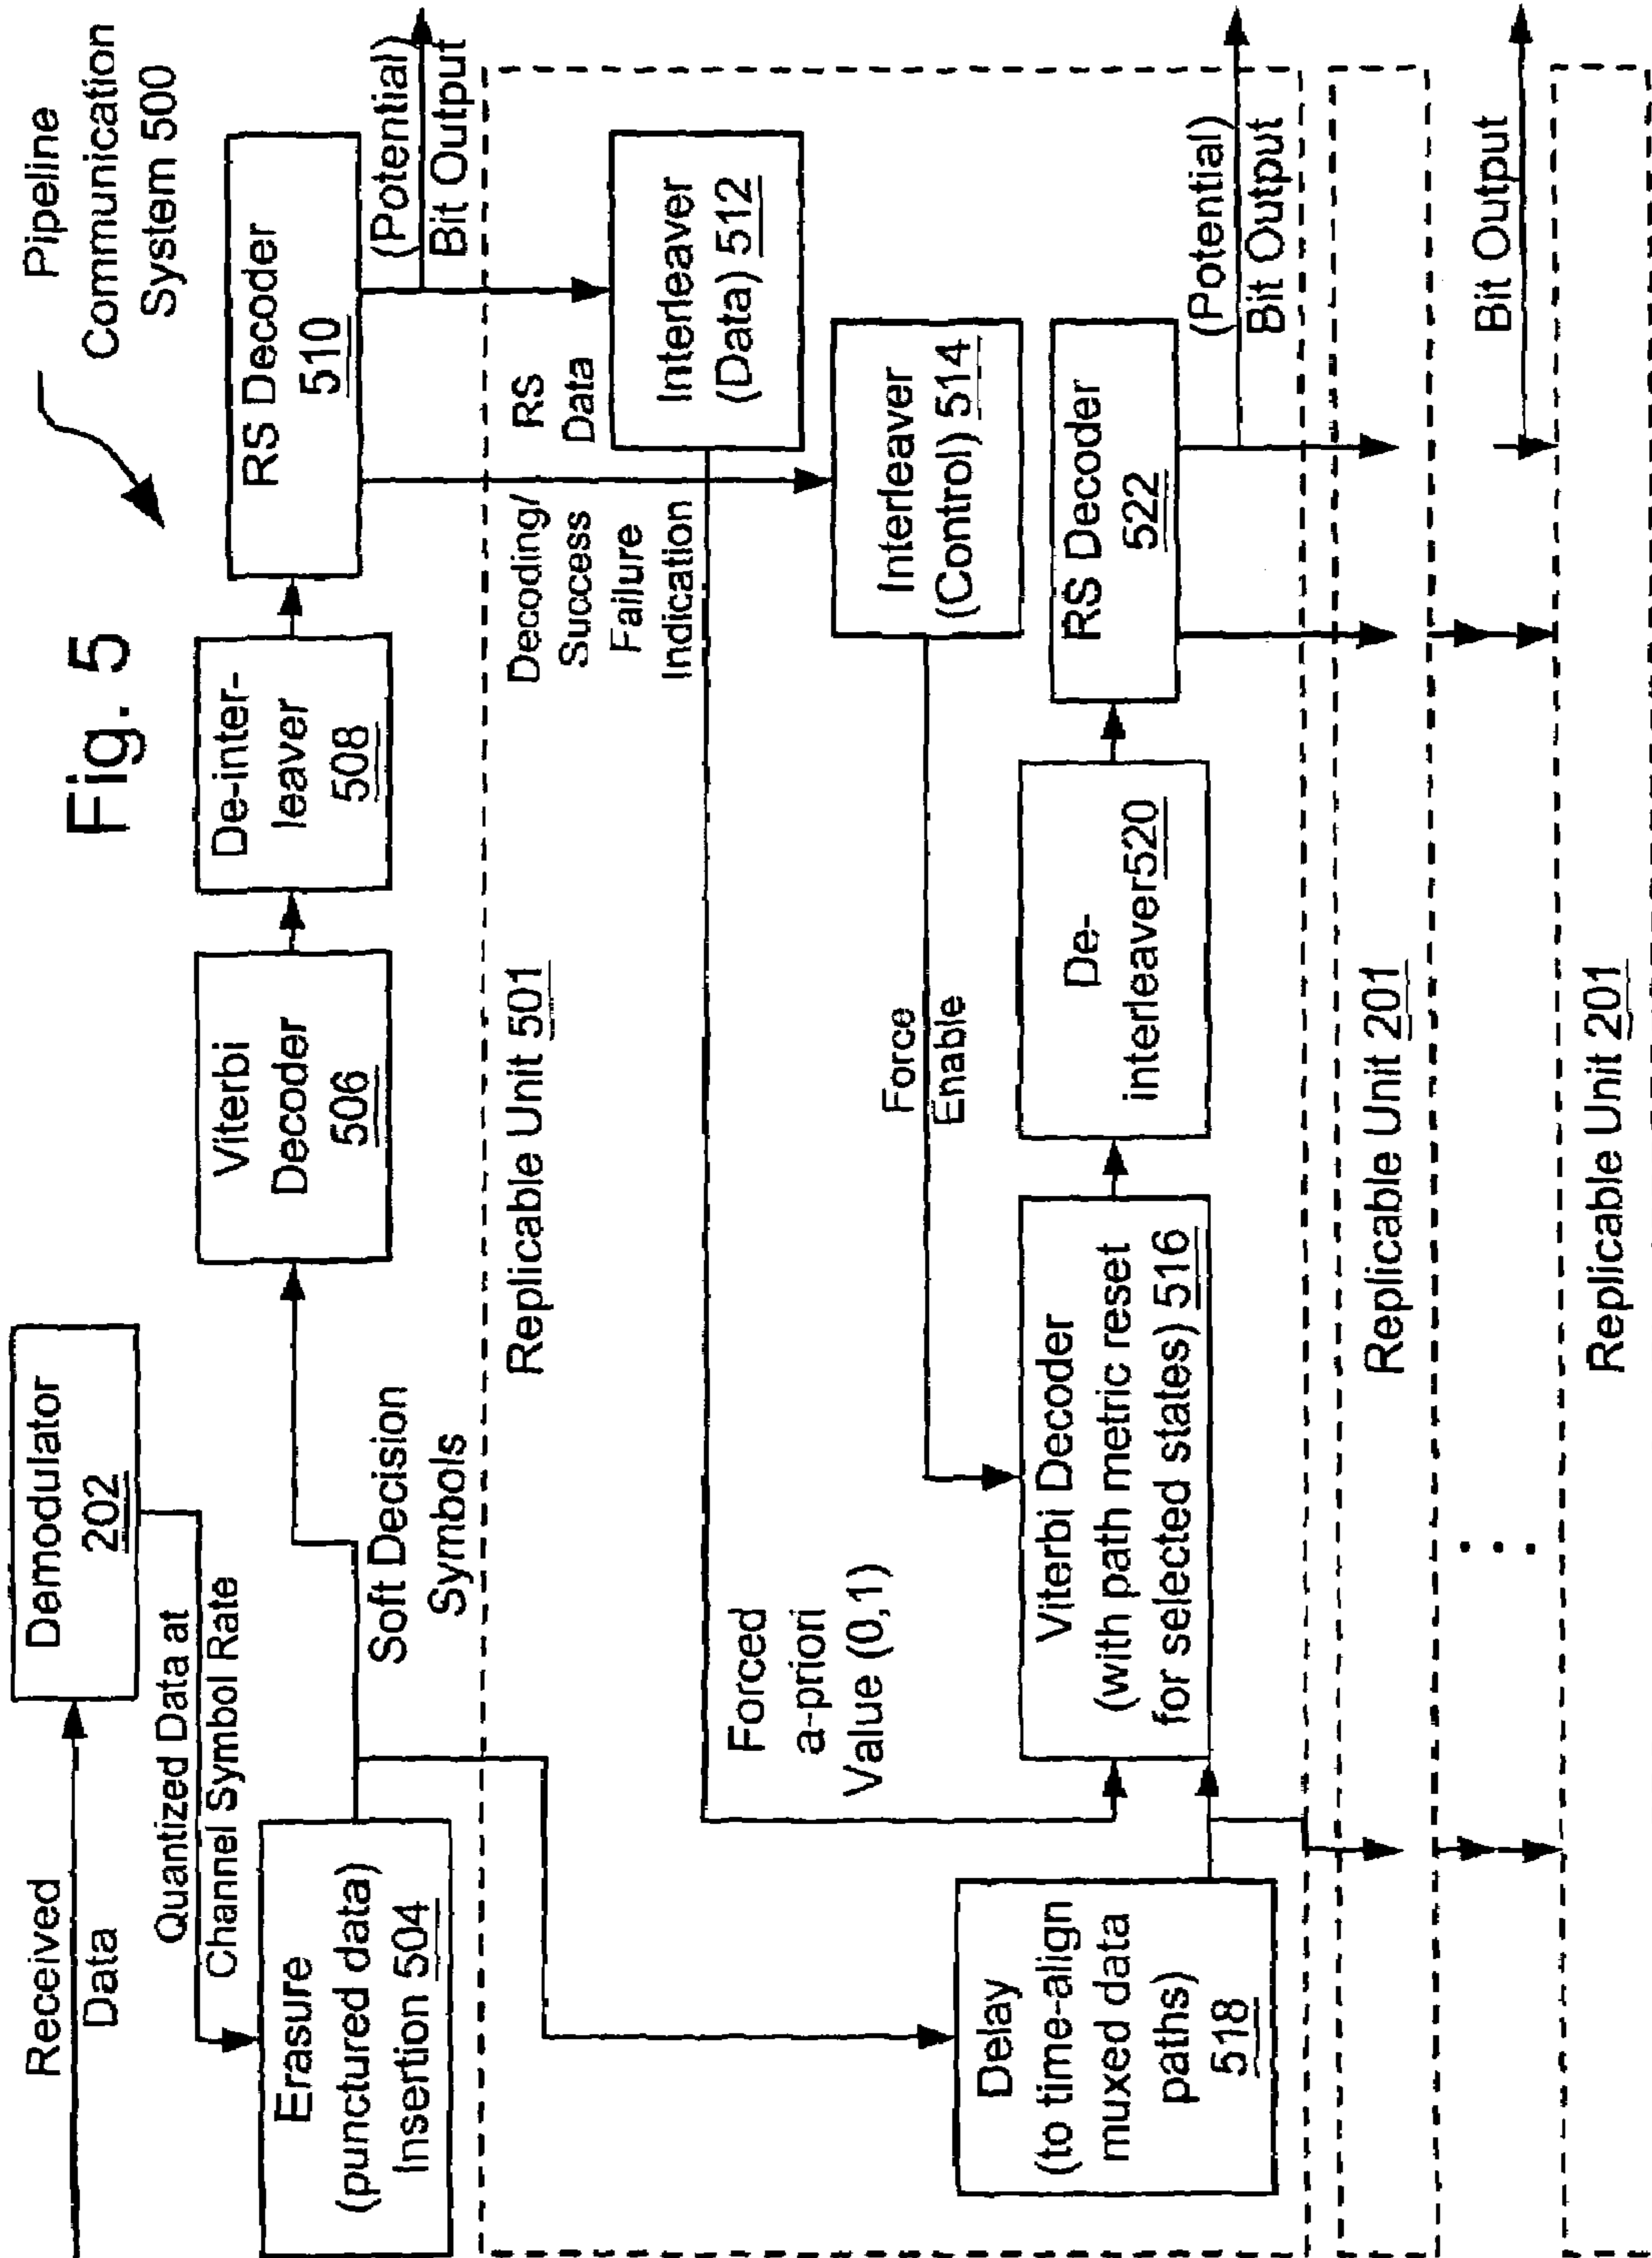 Fig. 5
Pipeline
Communication
System 500
Received
Data
Demodulator
202
Quantized Data at
Channel Symbol Rate
Erasure
(punctured data)
Insertion 504
Soft Decision
Symbols
Viterbi
Decoder
506
De-inter-
leaver
508
RS Decoder
510
(Potential)
Bit Output
Replicable Unit 501
Decoding/
Success
Failure
Indication
RS
Data
Interleaver
(Data) 512
Interleaver
(Control) 514
Forced
a-priori
Value (0,1)
Force
Enable
Delay
(to time-align
muxed data
paths)
518
Viterbi Decoder
(with path metric reset
for selected states) 516
De-
interleaver520
RS Decoder
522
(Potential)
Bit Output
Replicable Unit 201
. . .
Bit Output
Replicable Unit 201